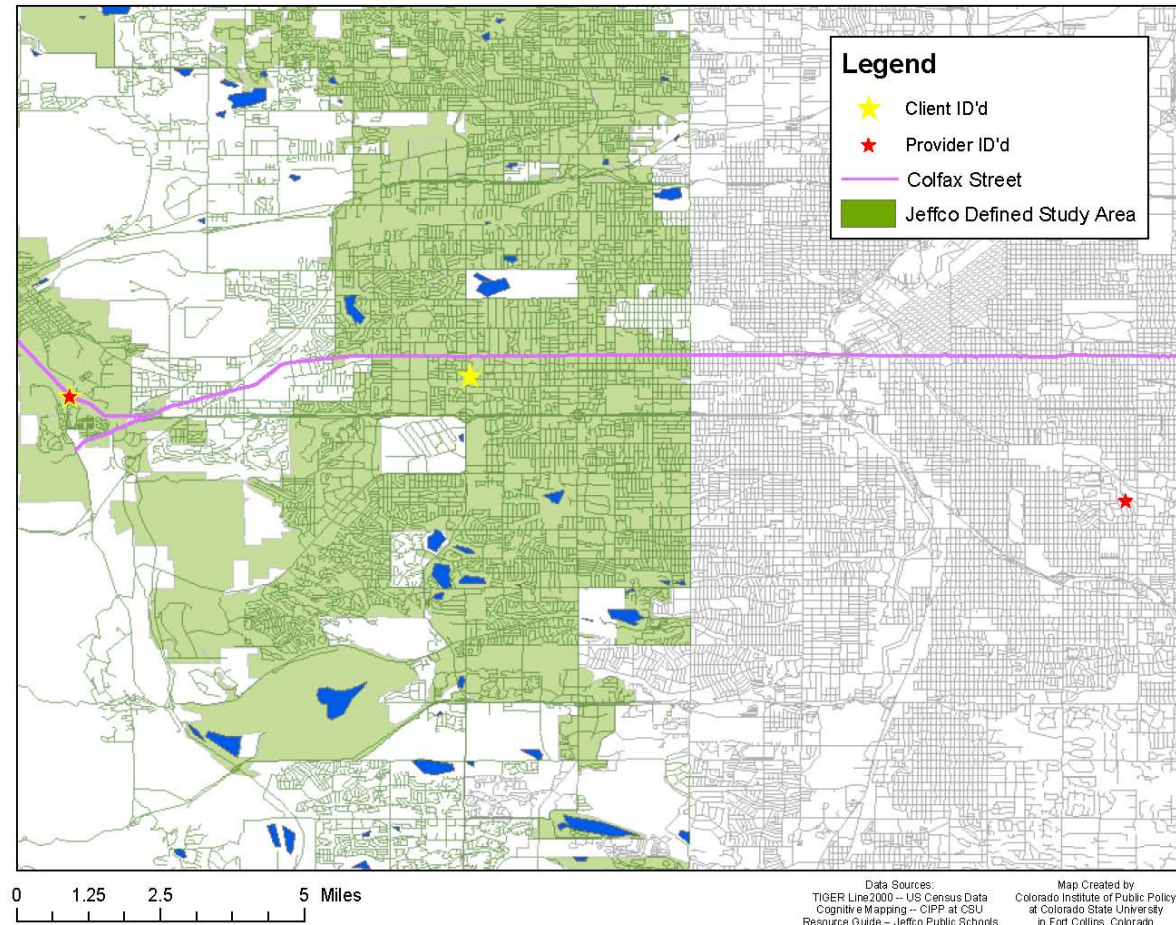 Legend
Client ID'd
Provider ID'd
Colfax Street
Jeffco Defined Study Area
0 1.25 2.5 5 Miles
Data Sources:
TIGER Line2000 -- US Census Data
Cognitive Mapping -- CIPP at CSU
Resource Guide -- Jeffco Public Schools
Map Created by
Colorado Institute of Public Policy
at Colorado State University
in Fort Collins, Colorado